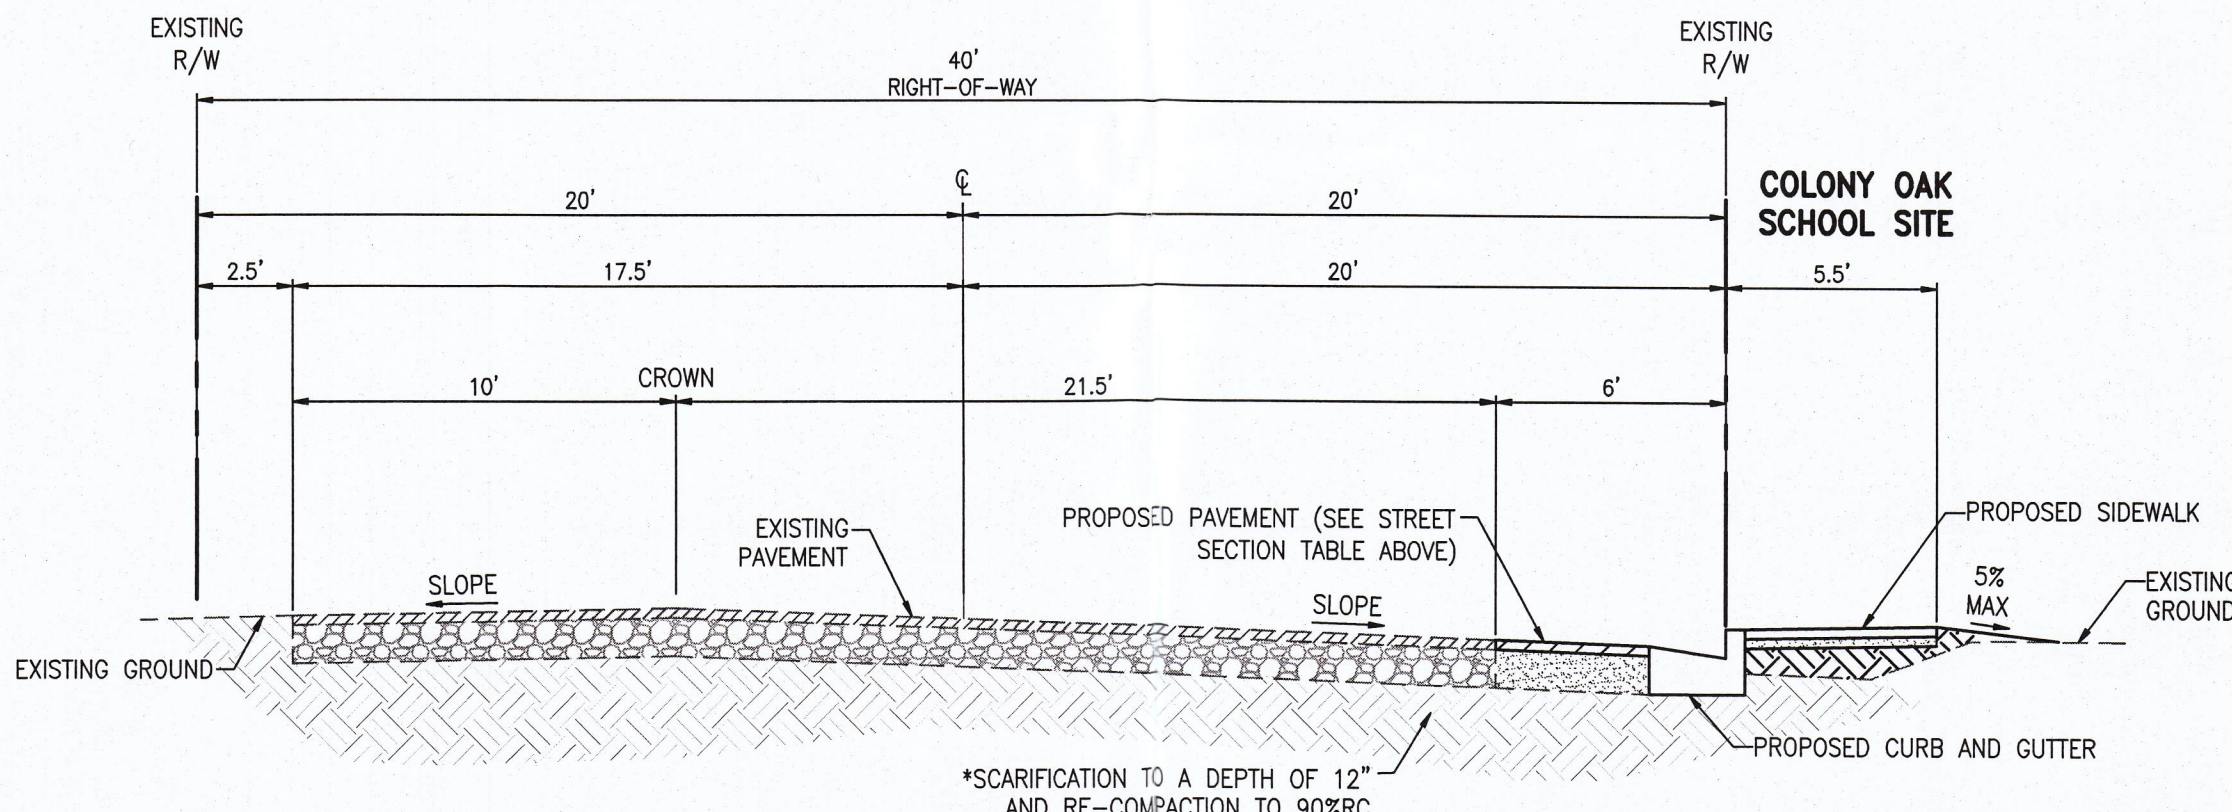 EXISTING
R/W
EXISTING
R/W
40'
RIGHT-OF-WAY
℄
20'
20'
COLONY OAK
SCHOOL SITE
2.5'
17.5'
20'
5.5'
10'
CROWN
21.5'
6'
EXISTING
PAVEMENT
PROPOSED PAVEMENT (SEE STREET
SECTION TABLE ABOVE)
PROPOSED SIDEWALK
SLOPE
SLOPE
5%
MAX
EXISTING
GROUND
EXISTING GROUND
PROPOSED CURB AND GUTTER
*SCARIFICATION TO A DEPTH OF 12"
AND RE-COMPACTION TO 90%RC